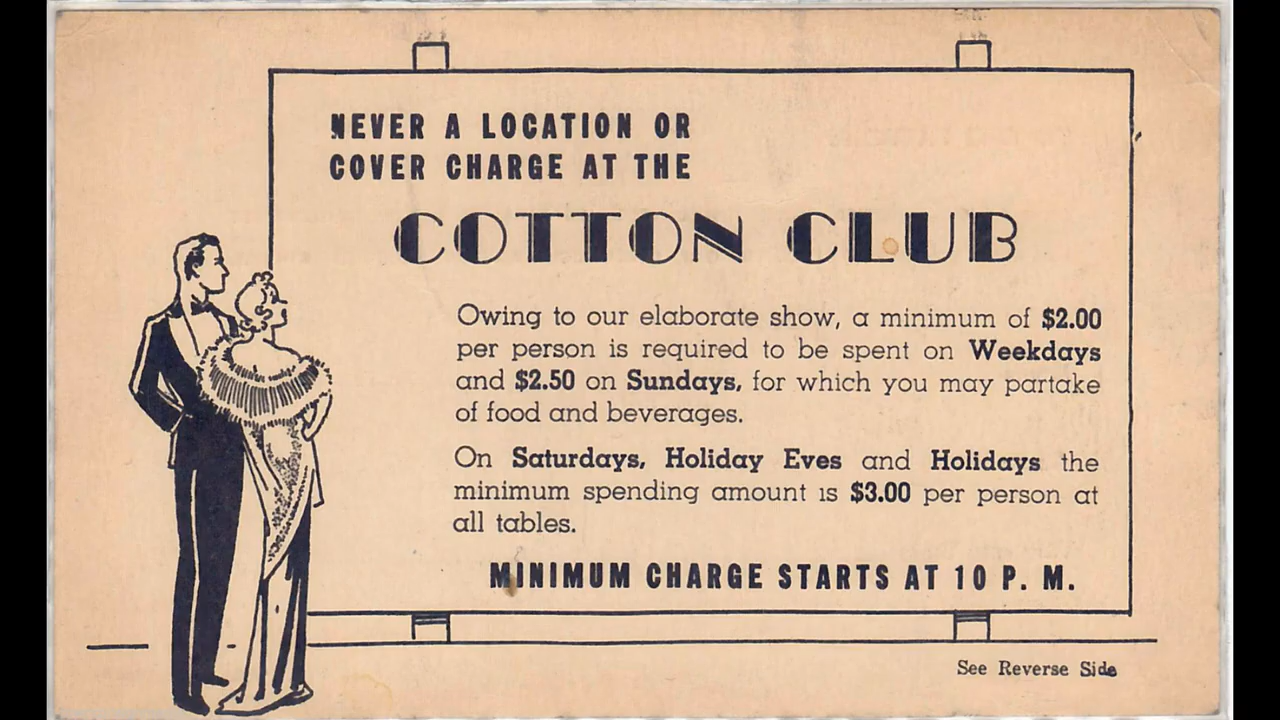 NEVER A LOCATION OR
COVER CHARGE AT THE
COTTON CLUB
Owing to our elaborate show, a minimum of $2.00
per person is required to be spent on Weekdays
and $2.50 on Sundays, for which you may partake
of food and beverages.
On Saturdays, Holiday Eves and Holidays the
minimum spending amount is $3.00 per person at
all tables.
MINIMUM CHARGE STARTS AT 10 P. M.
See Reverse Side